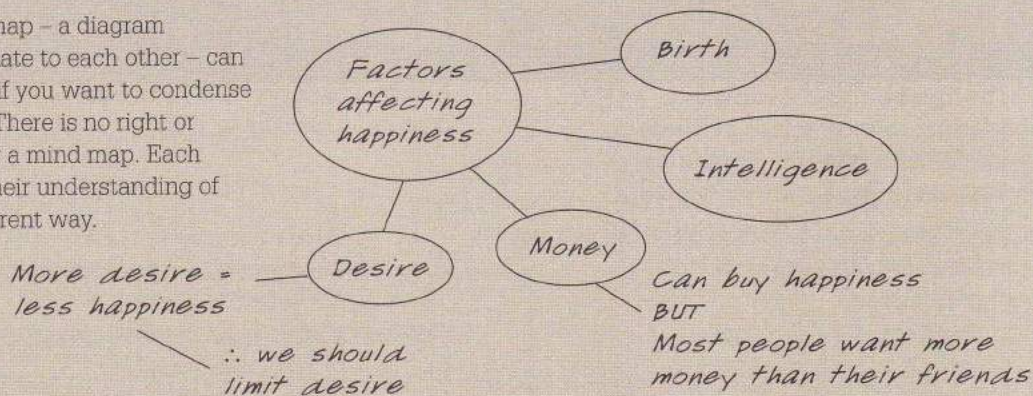 map – a diagram
ate to each other – can
if you want to condense
There is no right or
a mind map. Each
heir understanding of
rent way.
Factors
affecting
happiness
Birth
Intelligence
Money
Can buy happiness
BUT
Most people want more
money than their friends
Desire
More desire =
less happiness
∴ we should
limit desire